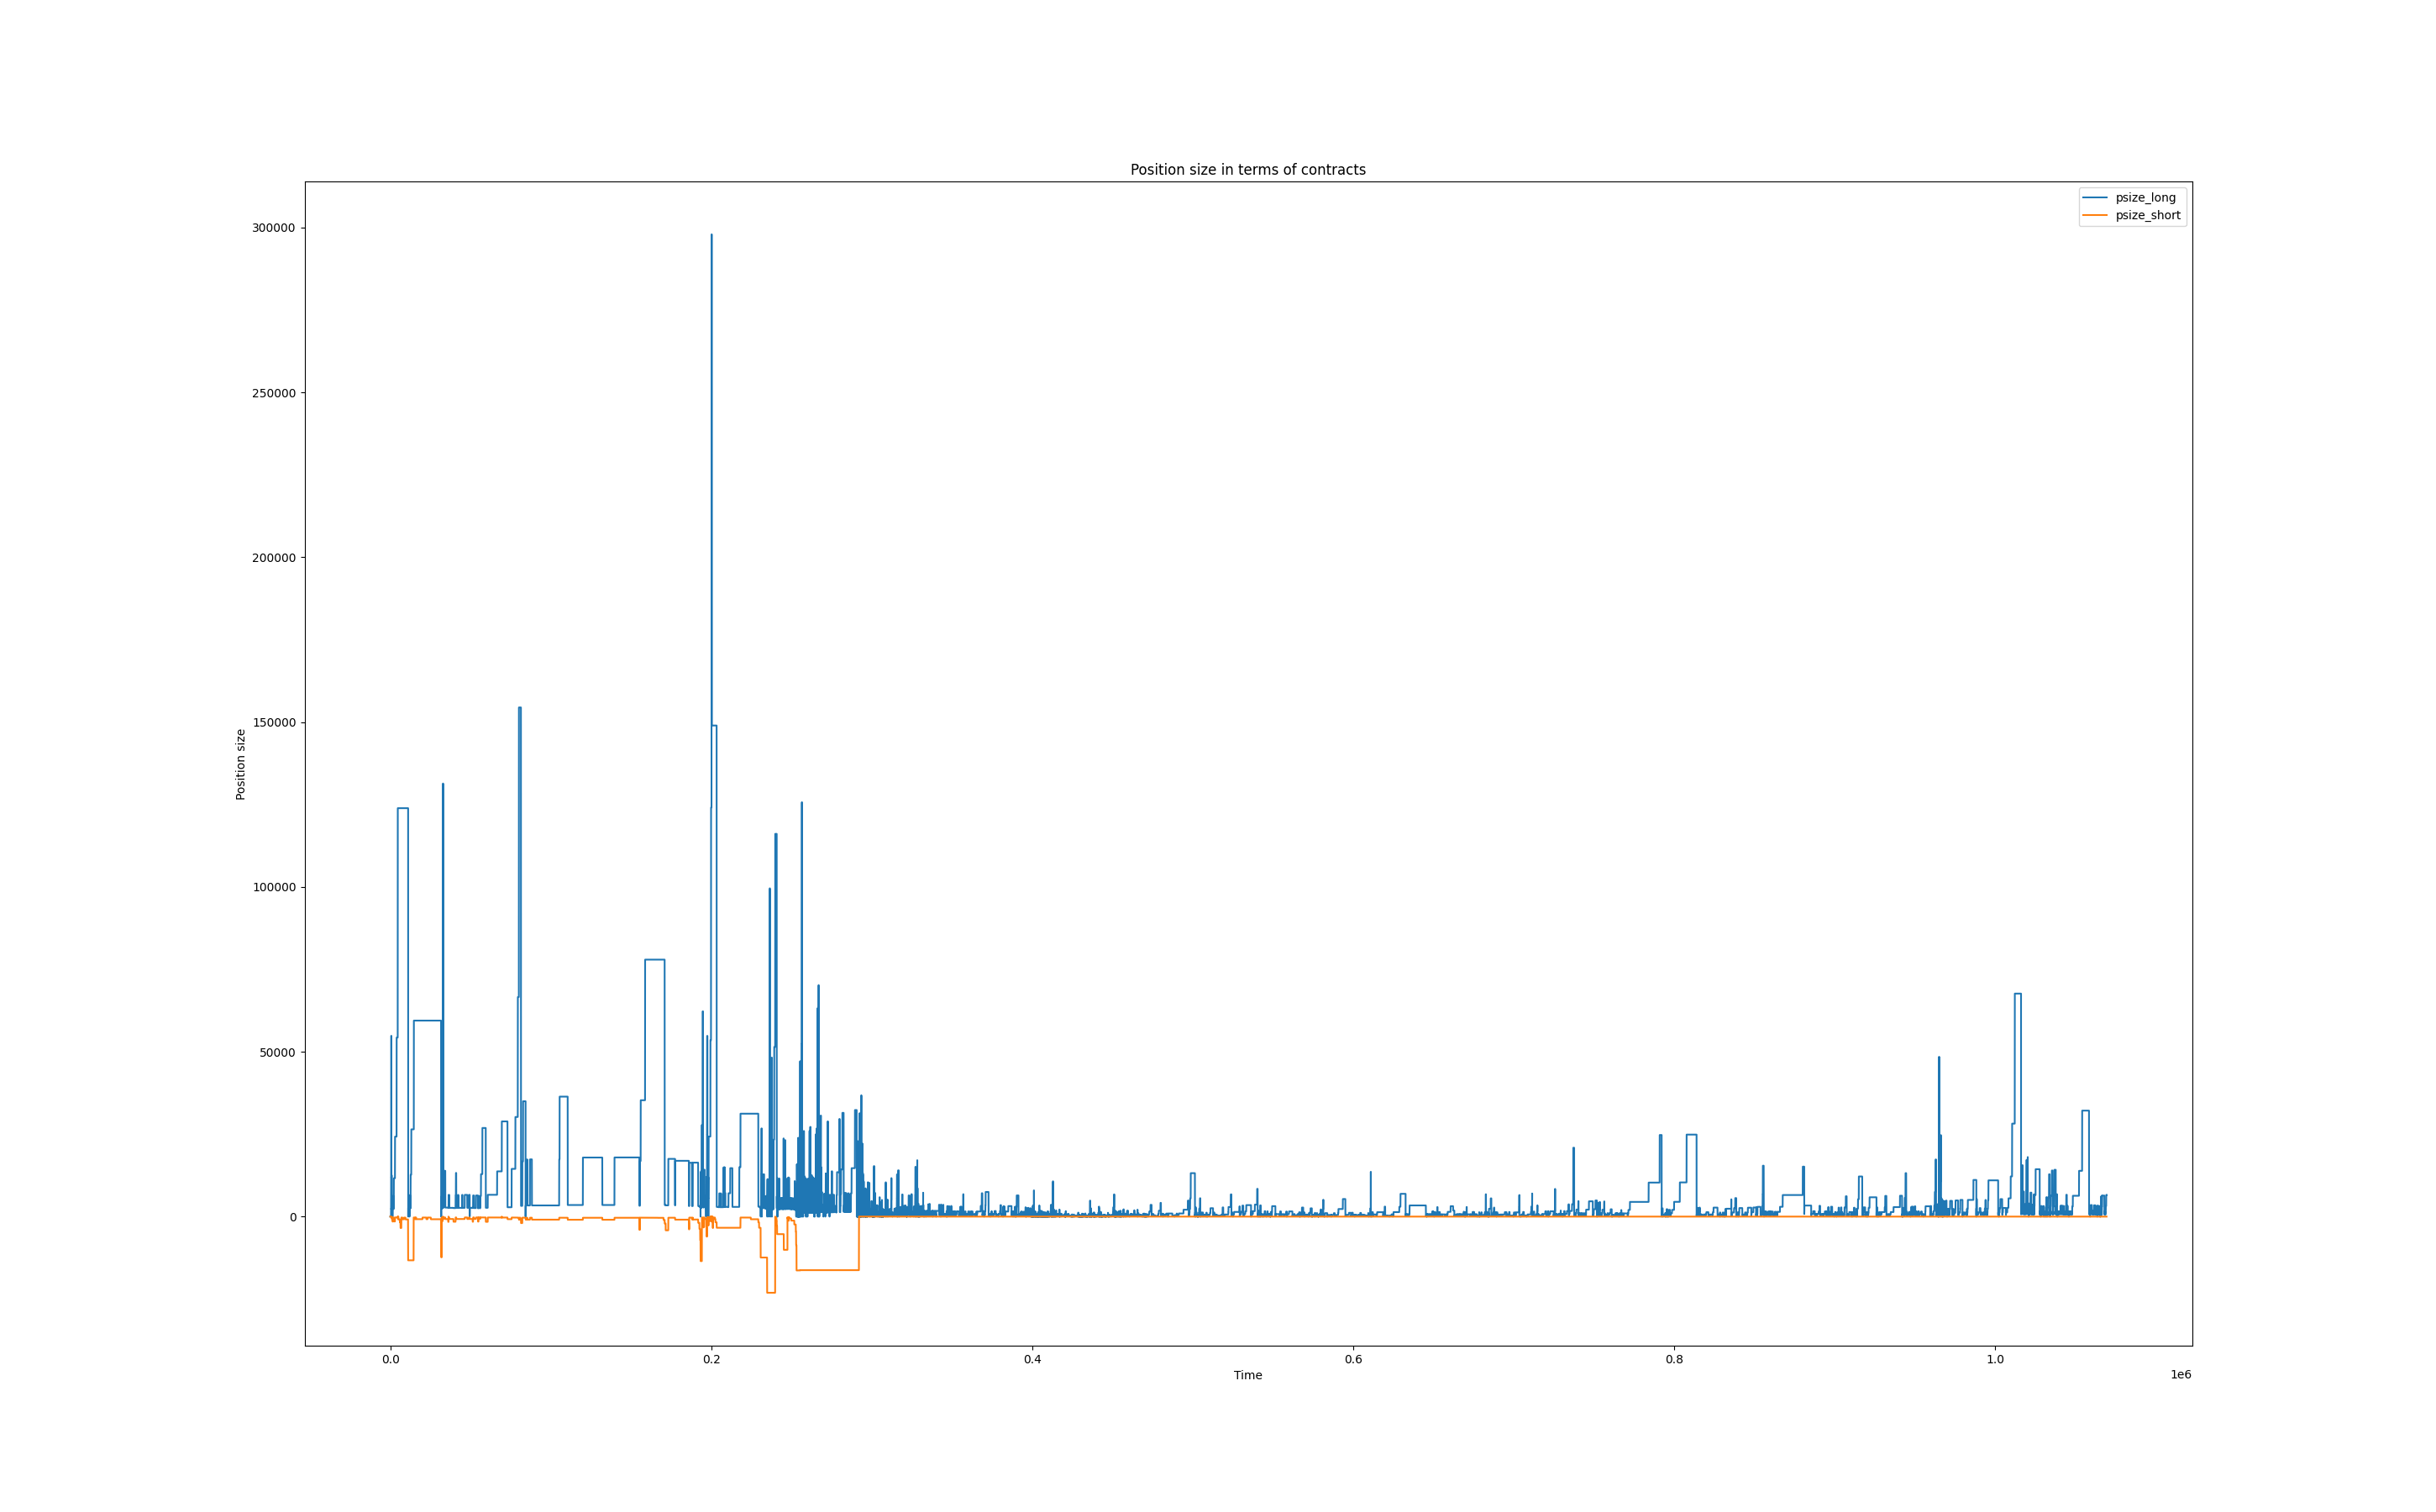 Position size in terms of contracts
psize_long
psize_short
300000
250000
200000
150000
100000
50000
0
Position size
0.0 0.2 0.4 0.6 0.8 1.0
Time
1e6